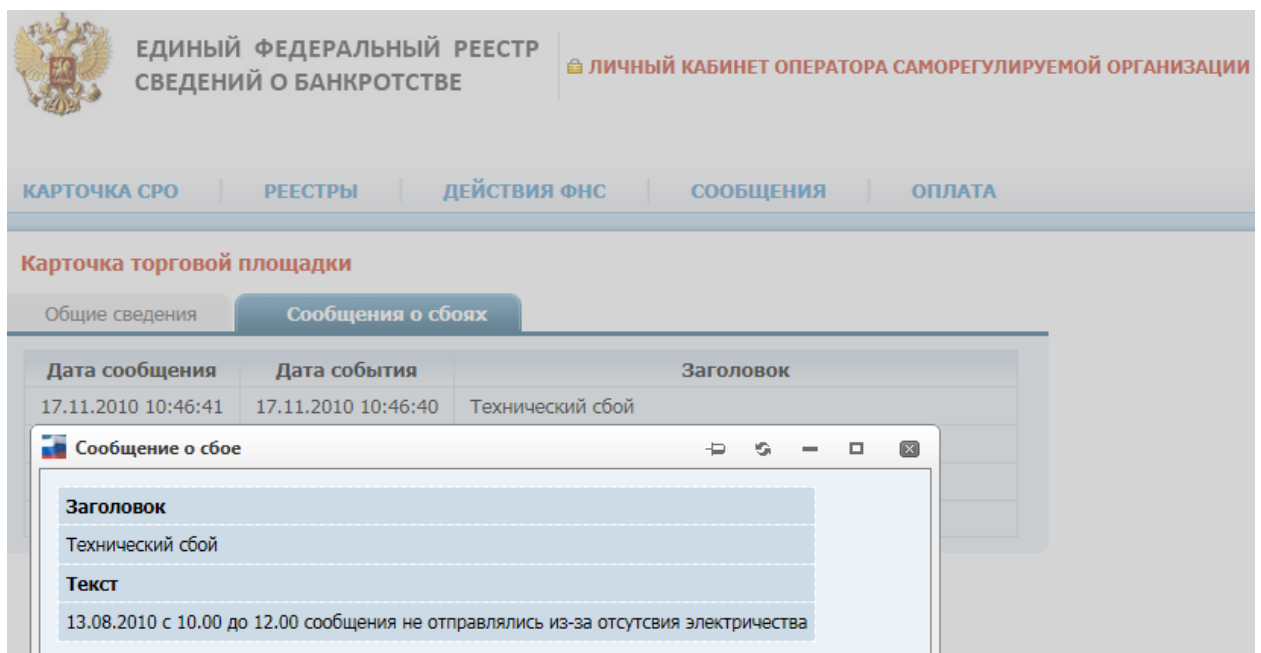 ЕДИНЫЙ ФЕДЕРАЛЬНЫЙ РЕЕСТР
СВЕДЕНИЙ О БАНКРОТСТВЕ
ЛИЧНЫЙ КАБИНЕТ ОПЕРАТОРА САМОРЕГУЛИРУЕМОЙ ОРГАНИЗАЦИИ
КАРТОЧКА СРО РЕЕСТРЫ ДЕЙСТВИЯ ФНС СООБЩЕНИЯ ОПЛАТА
Карточка торговой площадки
Общие сведения Сообщения о сбоях
Дата сообщения Дата события Заголовок
17.11.2010 10:46:41 17.11.2010 10:46:40 Технический сбой
Сообщение о сбое
Заголовок
Технический сбой
Текст
13.08.2010 с 10.00 до 12.00 сообщения не отправлялись из-за отсутсвия электричества